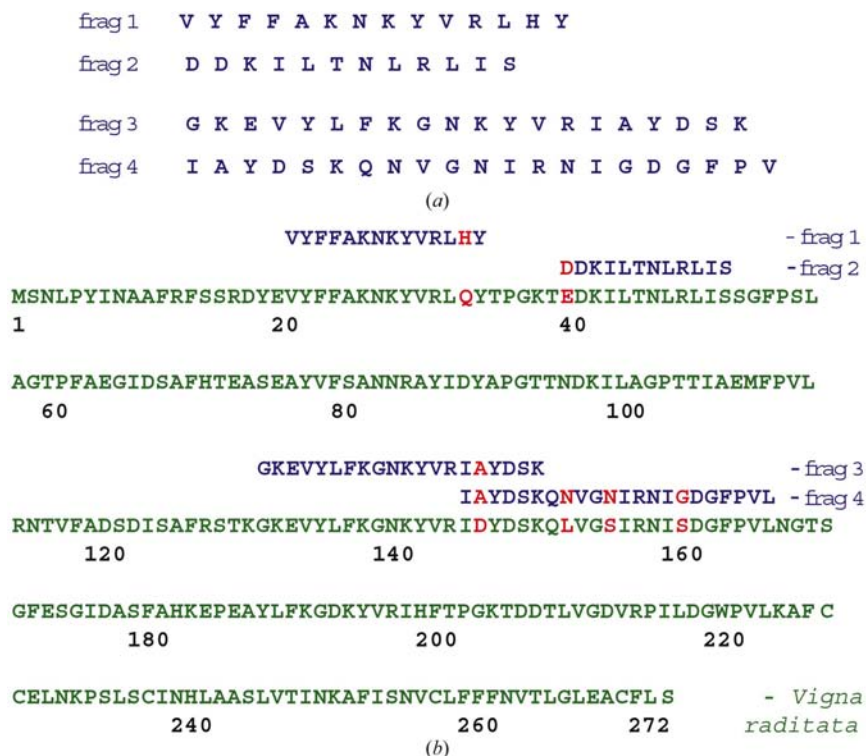 frag 1 V Y F F A K N K Y V R L H Y
frag 2 D D K I L T N L R L I S
frag 3 G K E V Y L F K G N K Y V R I A Y D S K
frag 4 I A Y D S K Q N V G N I R N I G D G F P V
(a)
VYFFAKNKYVRLHY - frag 1
DDKILTNLRLIS - frag 2
MSNLPYINAAFRFSSRDYEVYFFAKNKYVRLQYTPGKTEDKILTNLRLISSGFPSL
1 20 40
AGTPFAEGIDSAFHTEASEAYVFSANNRAYIDYAPGTTNDKILAGPTTIAEMFPVL
60 80 100
GKEVYLFKGNKYVRIAYDSK - frag 3
IAYDSKQNVGNIRNIGDGFPVL - frag 4
RNTVFADSDISAFRSTKGKEVYLFKGNKYVRIDYDSKQLVGSIRNISDGFPVLNGTS
120 140 160
GFESGIDASFAHKEPEAYLFKGDKYVRIHFTPGKTDDTLVGDVRPILDGWPVLKAF C
180 200 220
CELNKPSLSCINHLAASLVTINKAFISNVCLFFFNVTLGLEACFLS - Vigna
240 260 272 raditata
(b)